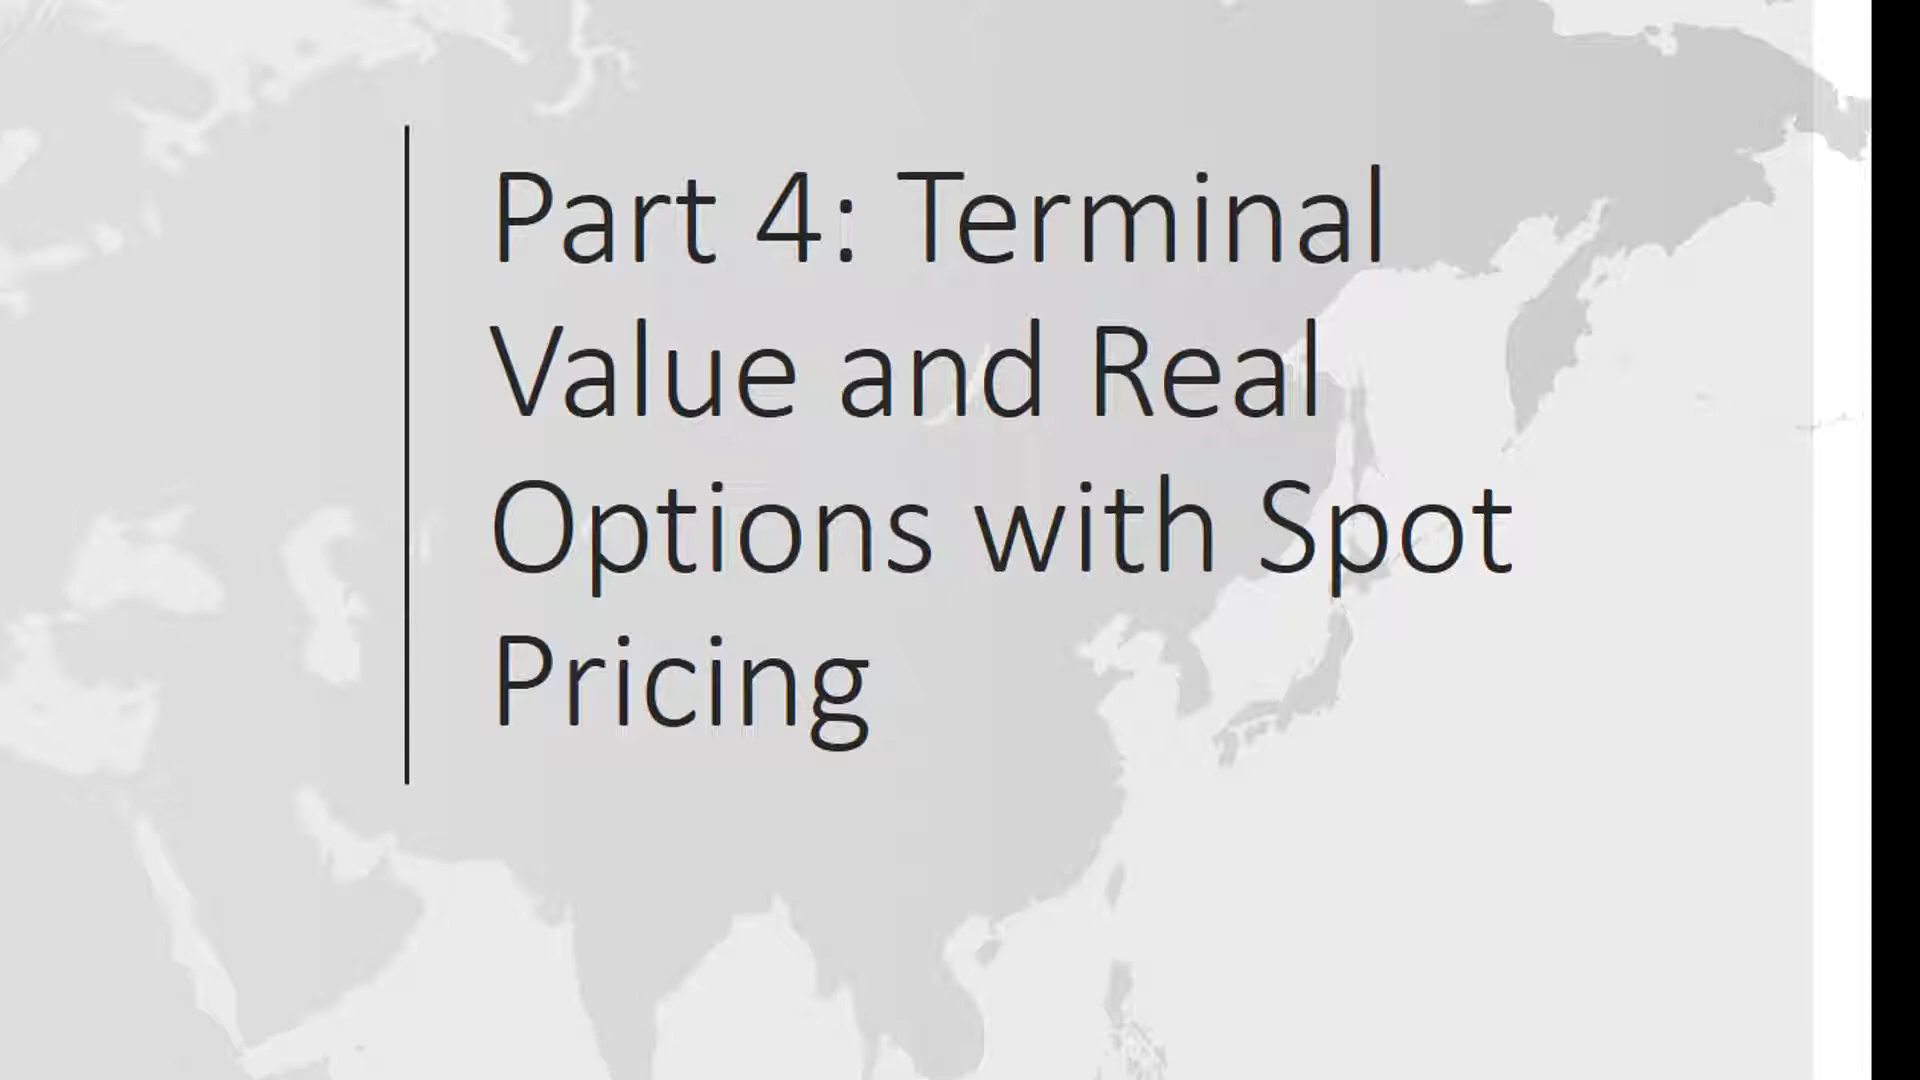 Part 4: Terminal
Value and Real
Options with Spot
Pricing